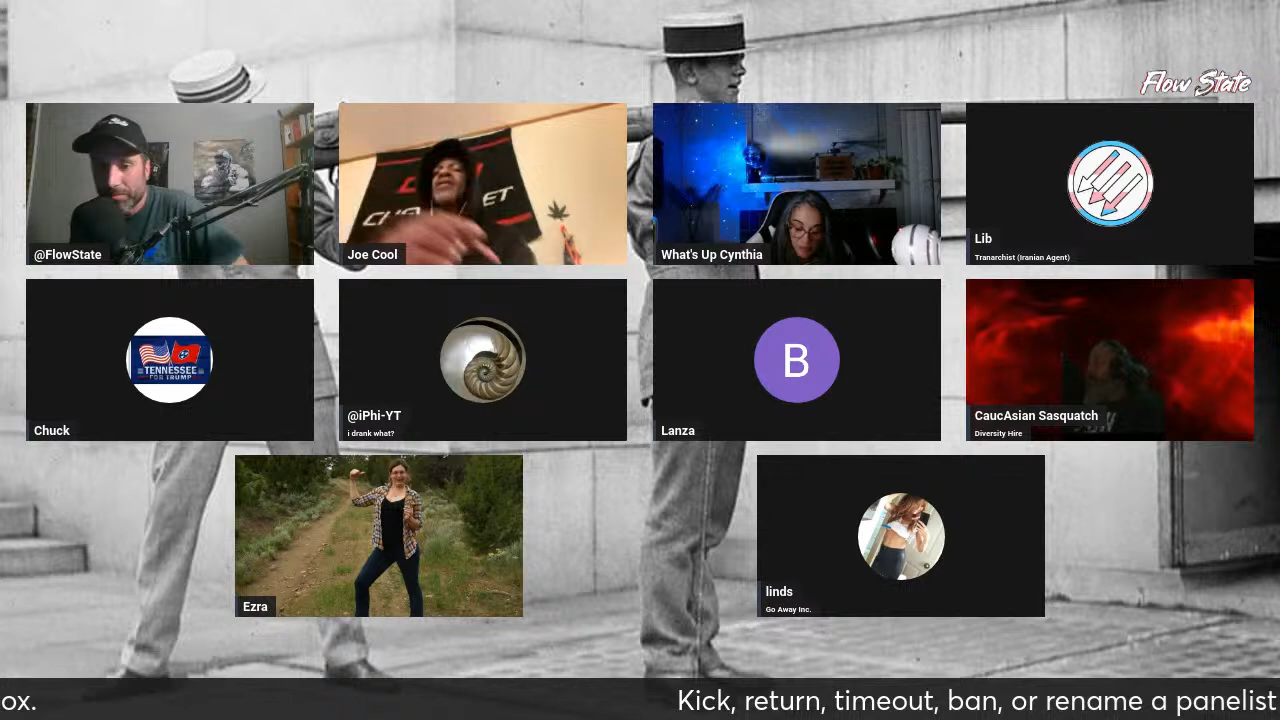 Flow State
@FlowState
Joe Cool
ET
What's Up Cynthia
Lib
Tranarchist (Iranian Agent)
TENNESSEE
FOR TRUMP
Chuck
@iPhi-YT
i drank what?
B
Lanza
CaucAsian Sasquatch
Diversity Hire
Ezra
linds
Go Away Inc.
ox.
Kick, return, timeout, ban, or rename a panelist